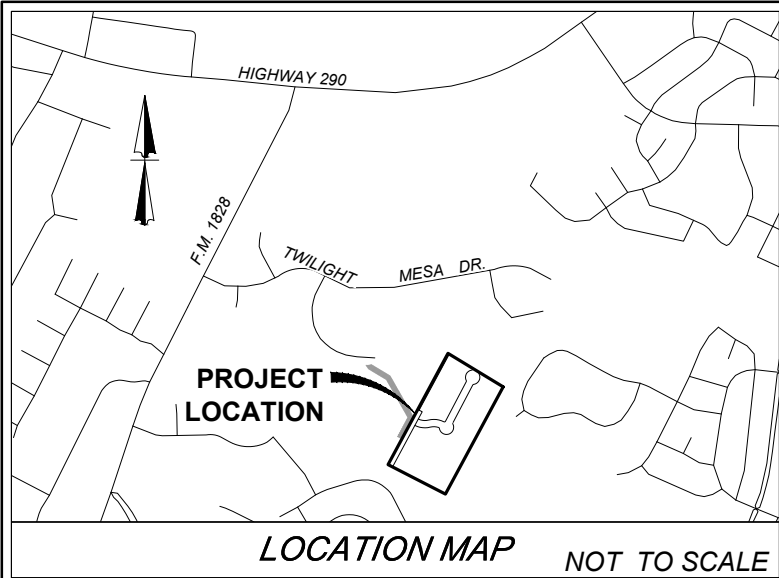 HIGHWAY 290
F.M. 1828
TWILIGHT MESA DR.
PROJECT
LOCATION
LOCATION MAP
NOT TO SCALE